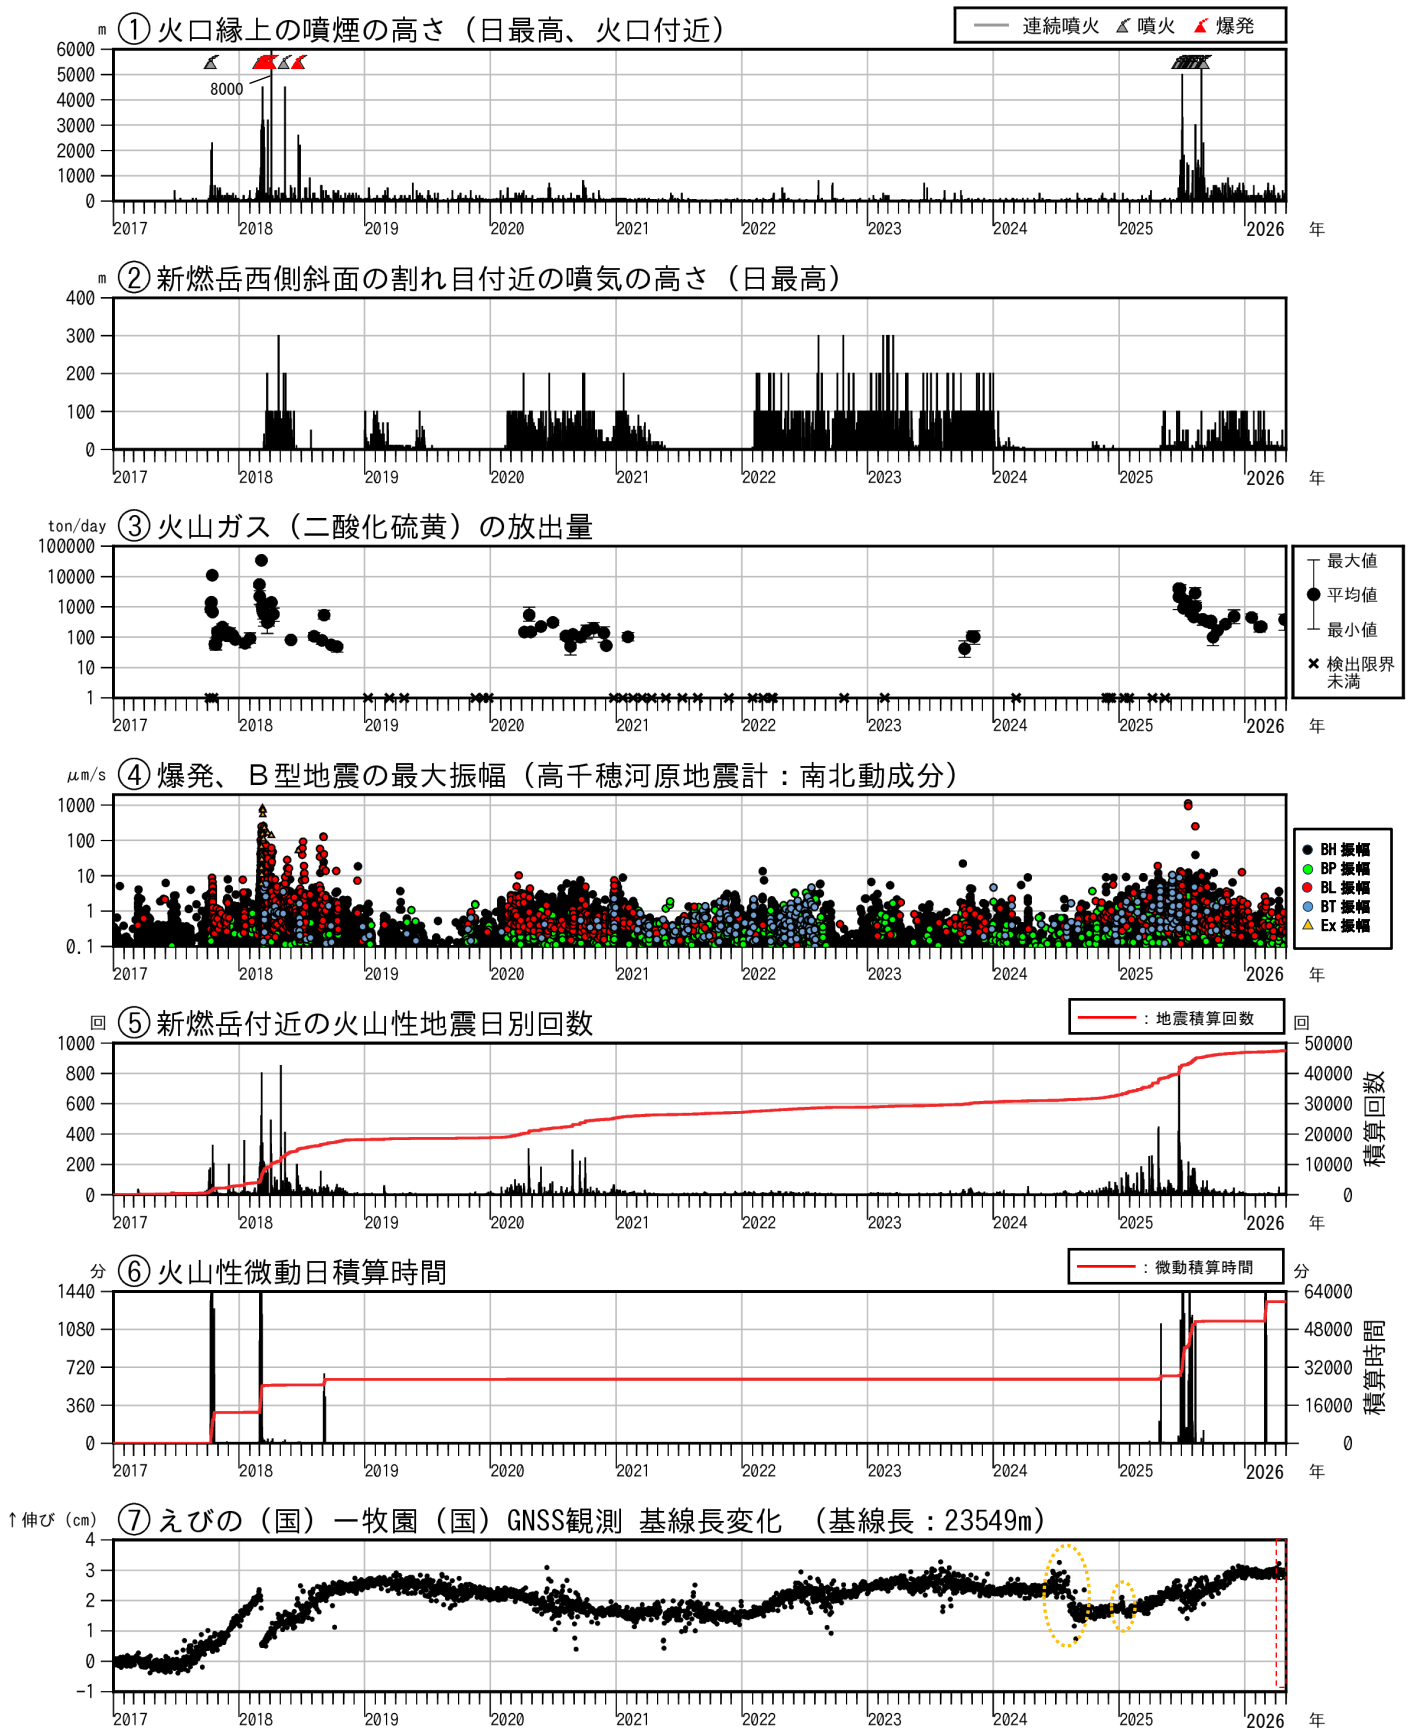 m ① 火口縁上の噴煙の高さ（日最高、火口付近）
連続噴火 噴火 爆発
6000
5000
4000
3000
2000
1000
0
8000
2017 2018 2019 2020 2021 2022 2023 2024 2025 2026 年
m ② 新燃岳西側斜面の割れ目付近の噴気の高さ（日最高）
400
300
200
100
0
2017 2018 2019 2020 2021 2022 2023 2024 2025 2026 年
ton/day ③ 火山ガス（二酸化硫黄）の放出量
100000
10000
1000
100
10
1
最大値
平均値
最小値
検出限界
未満
2017 2018 2019 2020 2021 2022 2023 2024 2025 2026 年
μm/s ④ 爆発、Ｂ型地震の最大振幅（高千穂河原地震計：南北動成分）
1000
100
10
1
0.1
BH 振幅
BP 振幅
BL 振幅
BT 振幅
Ex 振幅
2017 2018 2019 2020 2021 2022 2023 2024 2025 2026 年
回 ⑤ 新燃岳付近の火山性地震日別回数
：地震積算回数
回
1000
800
600
400
200
0
50000
40000
30000
20000
10000
0
積算回数
2017 2018 2019 2020 2021 2022 2023 2024 2025 2026 年
分 ⑥ 火山性微動日積算時間
：微動積算時間
分
1440
1080
720
360
0
64000
48000
32000
16000
0
積算時間
2017 2018 2019 2020 2021 2022 2023 2024 2025 2026 年
↑伸び (cm) ⑦ えびの（国）－牧園（国）GNSS観測 基線長変化 （基線長：23549m）
4
3
2
1
0
-1
2017 2018 2019 2020 2021 2022 2023 2024 2025 2026 年